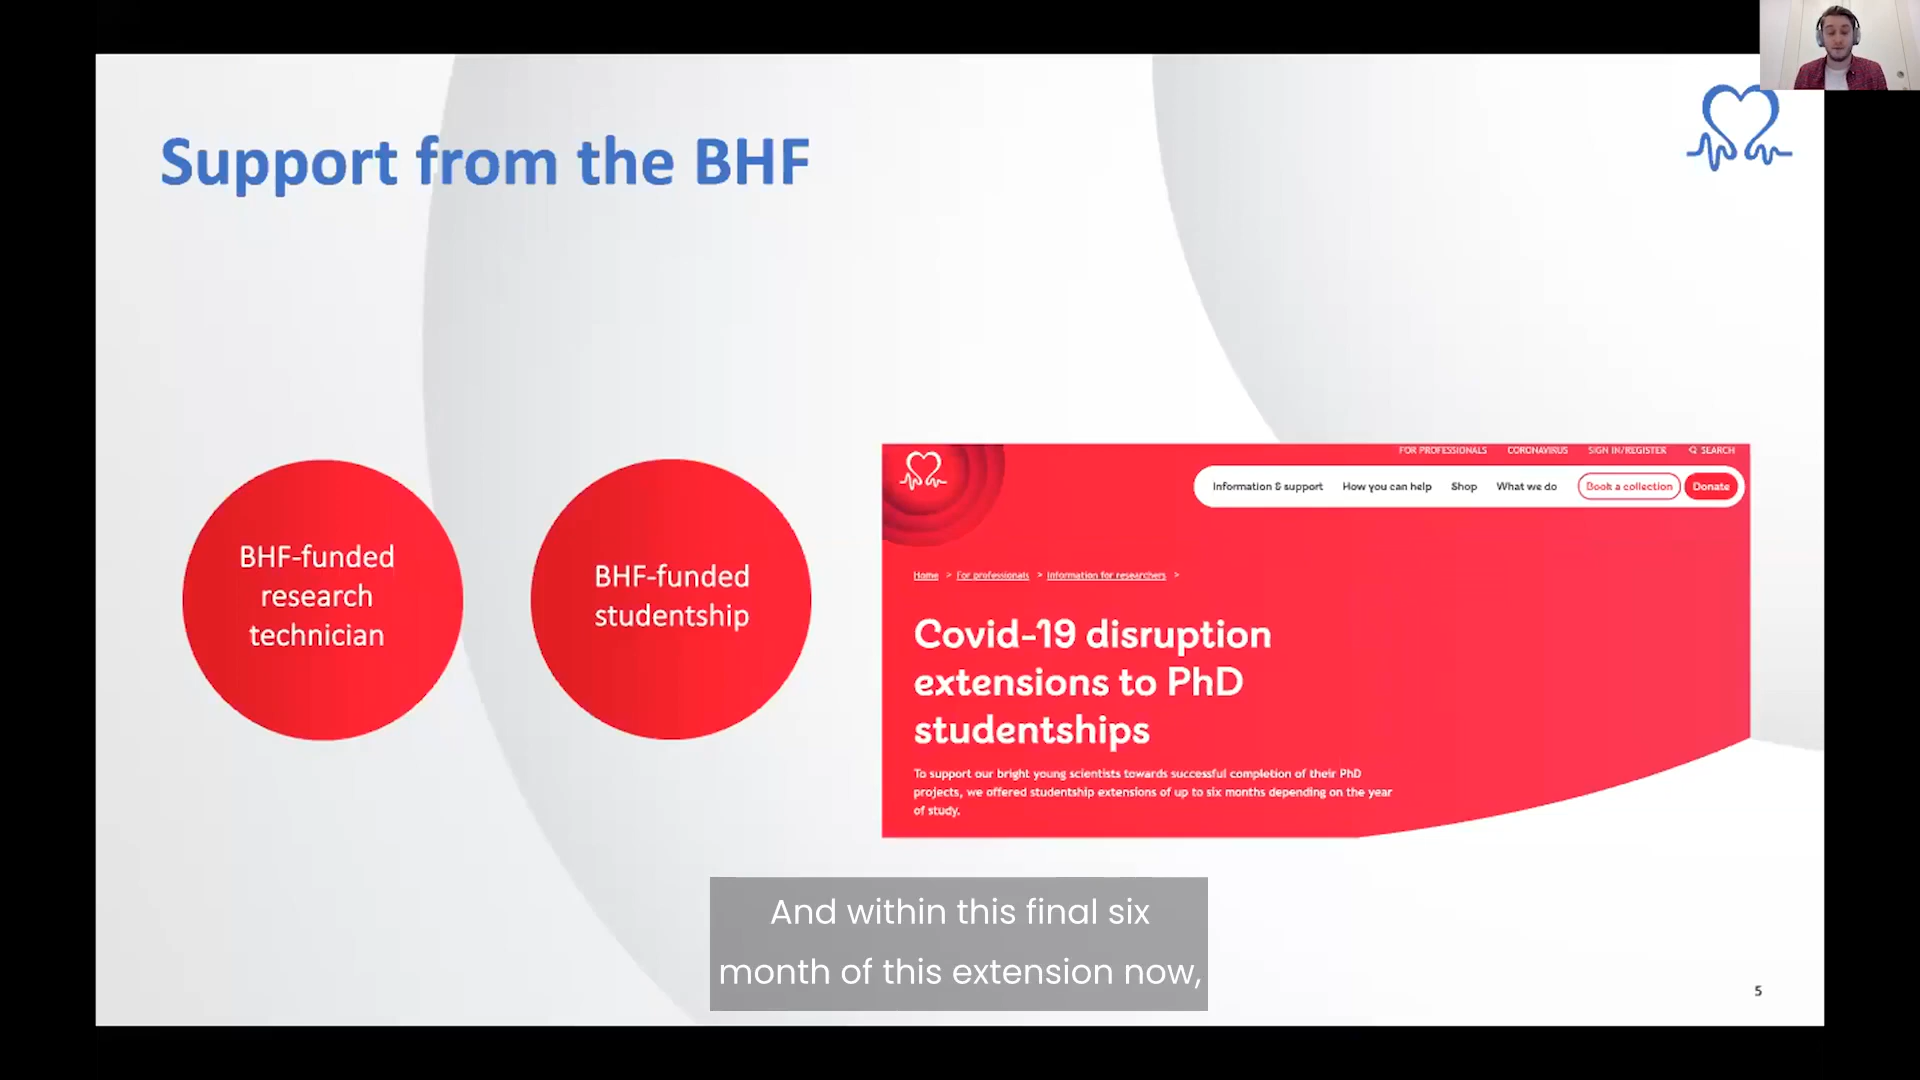 Support from the BHF
BHF-funded
research
technician
BHF-funded
studentship
FOR PROFESSIONALS CORONAVIRUS SIGN IN/REGISTER SEARCH
Information & support How you can help Shop What we do Book a collection Donate
Home > For professionals > Information for researchers >
Covid-19 disruption
extensions to PhD
studentships
To support our bright young scientists towards successful completion of their PhD
projects, we offered studentship extensions of up to six months depending on the year
of study.
And within this final six
month of this extension now,
5